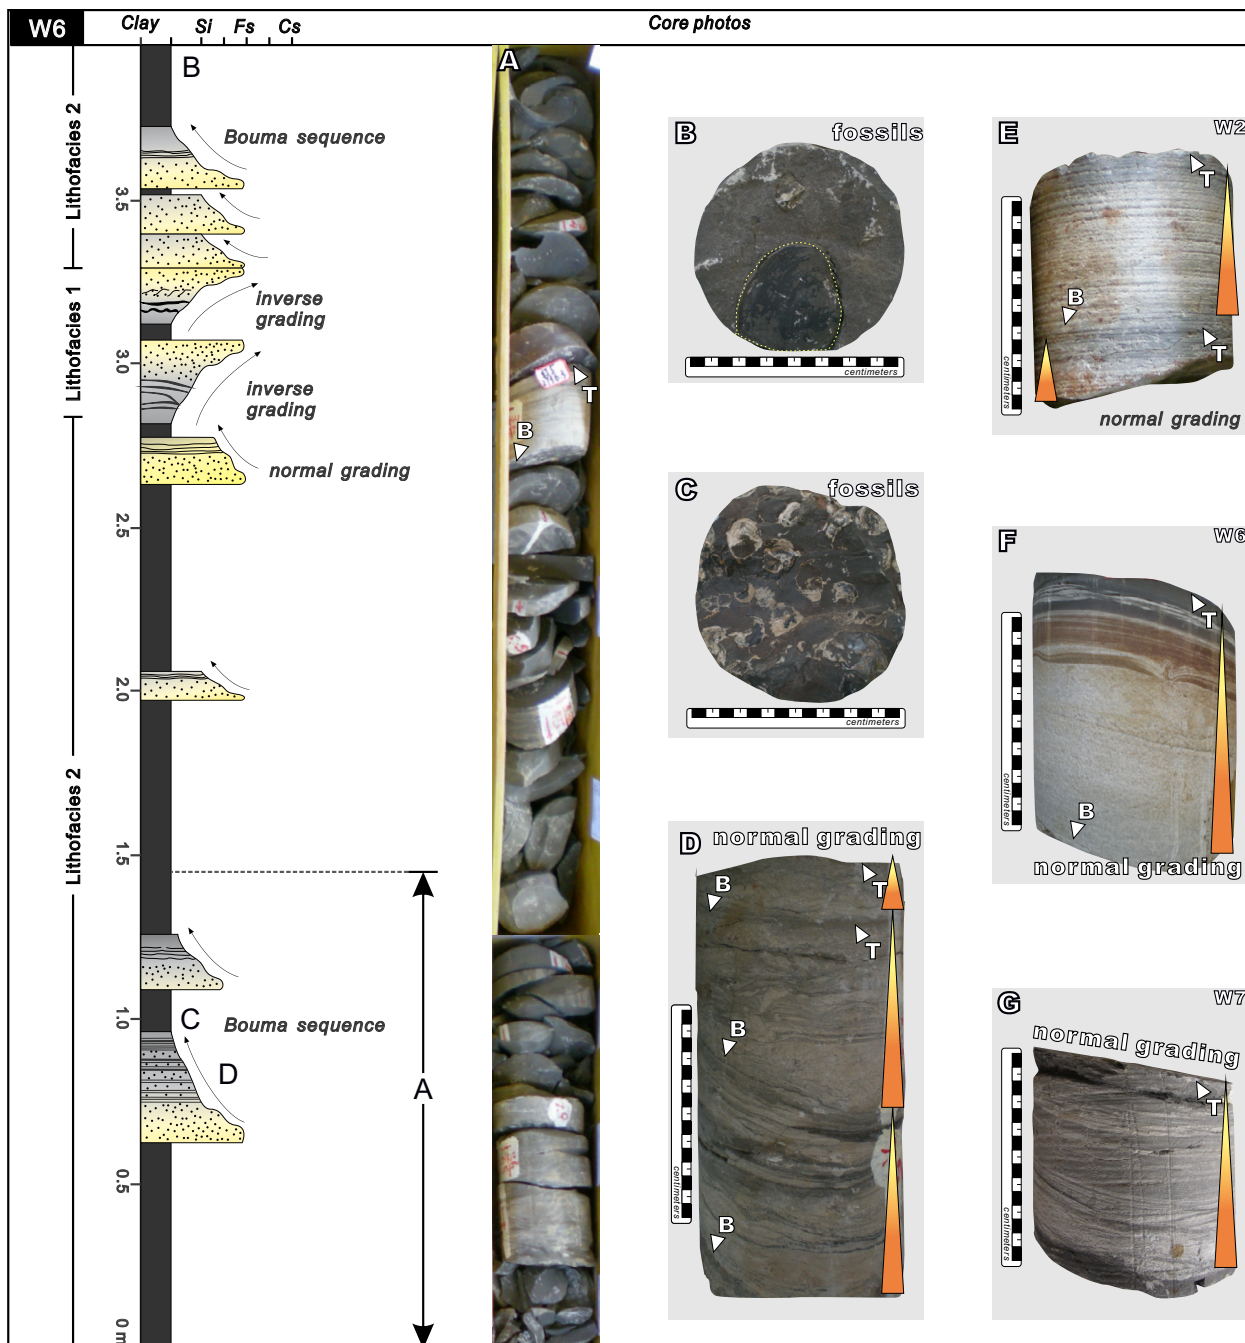 W6
Clay Si Fs Cs
Core photos
Lithofacies 2
Lithofacies 1
Lithofacies 2
3.5
3.0
2.5
2.0
1.5
1.0
0.5
0 m
B
Bouma sequence
inverse
grading
inverse
grading
normal grading
C
Bouma sequence
D
A
A
T
B
B
fossils
centimeters
C
fossils
centimeters
D
normal grading
B
T
T
B
B
centimeters
E
W2
T
B
T
centimeters
normal grading
F
W6
T
B
centimeters
normal grading
G
W7
normal grading
T
centimeters